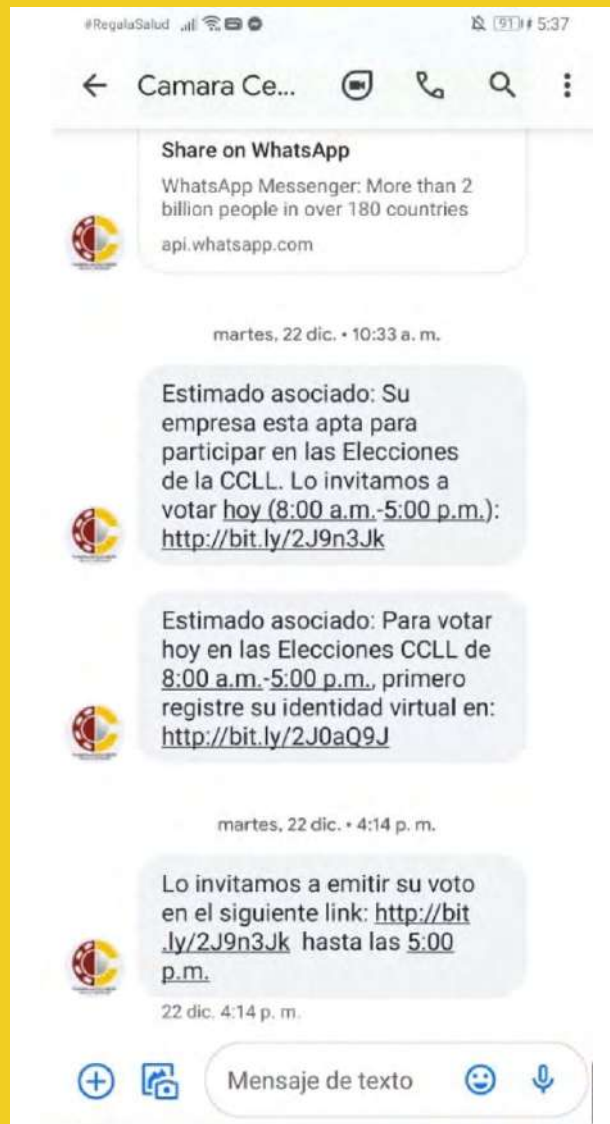 #RegalaSalud
91
5:37
Camara Ce...
Share on WhatsApp
WhatsApp Messenger: More than 2
billion people in over 180 countries
api.whatsapp.com
martes, 22 dic. • 10:33 a. m.
Estimado asociado: Su
empresa esta apta para
participar en las Elecciones
de la CCLL. Lo invitamos a
votar hoy (8:00 a.m.-5:00 p.m.):
http://bit.ly/2J9n3Jk
Estimado asociado: Para votar
hoy en las Elecciones CCLL de
8:00 a.m.-5:00 p.m., primero
registre su identidad virtual en:
http://bit.ly/2J0aQ9J
martes, 22 dic. • 4:14 p. m.
Lo invitamos a emitir su voto
en el siguiente link: http://bit
.ly/2J9n3Jk hasta las 5:00
p.m.
22 dic. 4:14 p. m.
Mensaje de texto